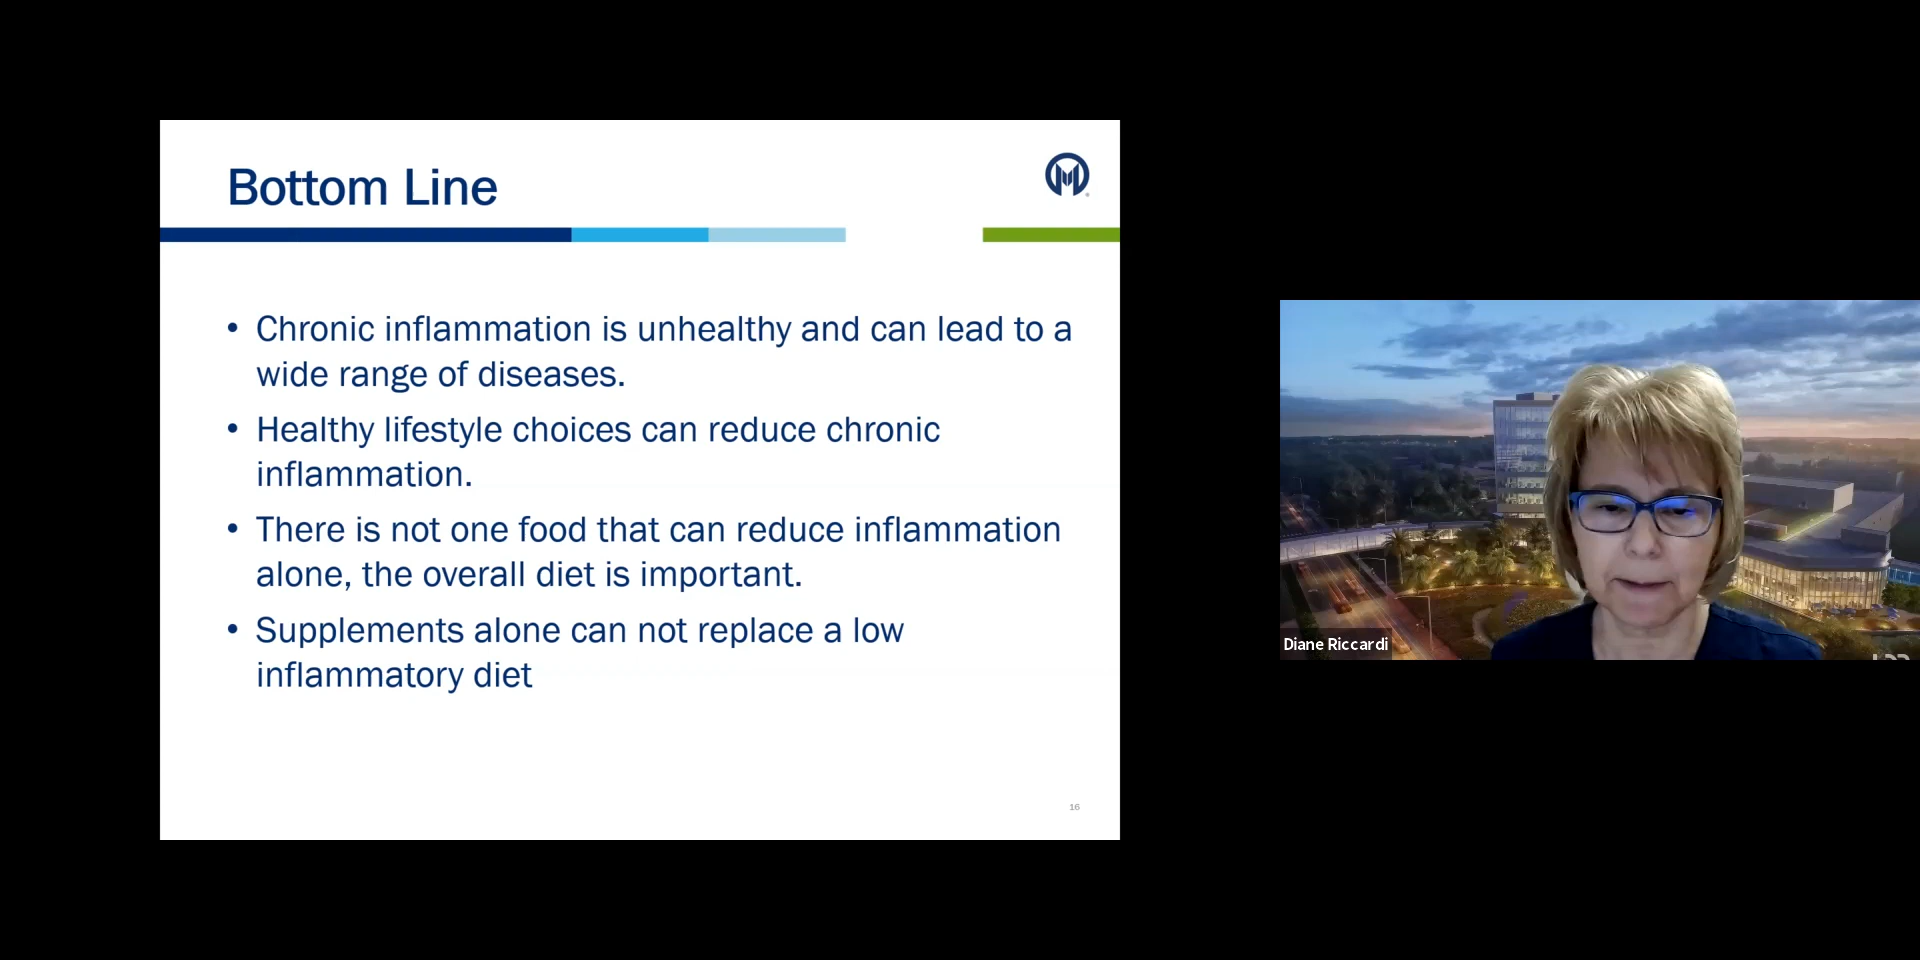 Bottom Line
• Chronic inflammation is unhealthy and can lead to a
wide range of diseases.
• Healthy lifestyle choices can reduce chronic
inflammation.
• There is not one food that can reduce inflammation
alone, the overall diet is important.
• Supplements alone can not replace a low
inflammatory diet
16
Diane Riccardi